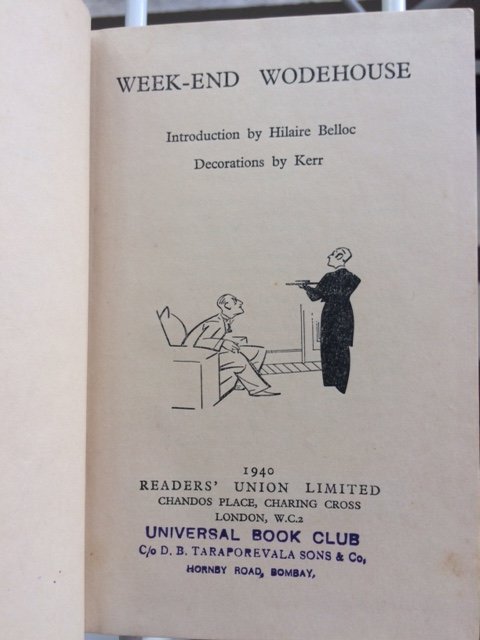 WEEK-END WODEHOUSE
Introduction by Hilaire Belloc
Decorations by Kerr
1940
READERS' UNION LIMITED
CHANDOS PLACE, CHARING CROSS
LONDON, W.C.2
UNIVERSAL BOOK CLUB
C/o D. B. TARAPOREVALA SONS & Co,
HORNBY ROAD, BOMBAY,